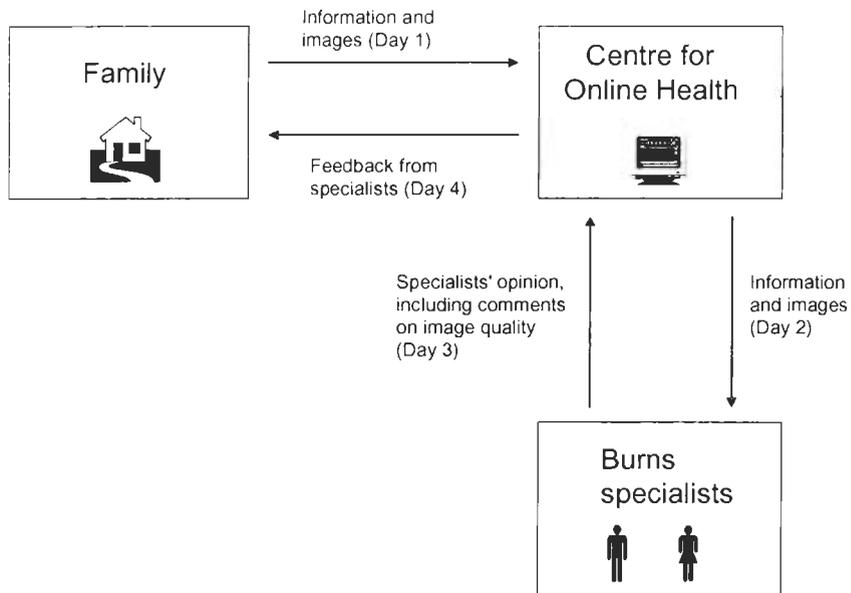 Information and
images (Day 1)
Family
Centre for
Online Health
Feedback from
specialists (Day 4)
Specialists' opinion,
including comments
on image quality
(Day 3)
Information
and images
(Day 2)
Burns
specialists